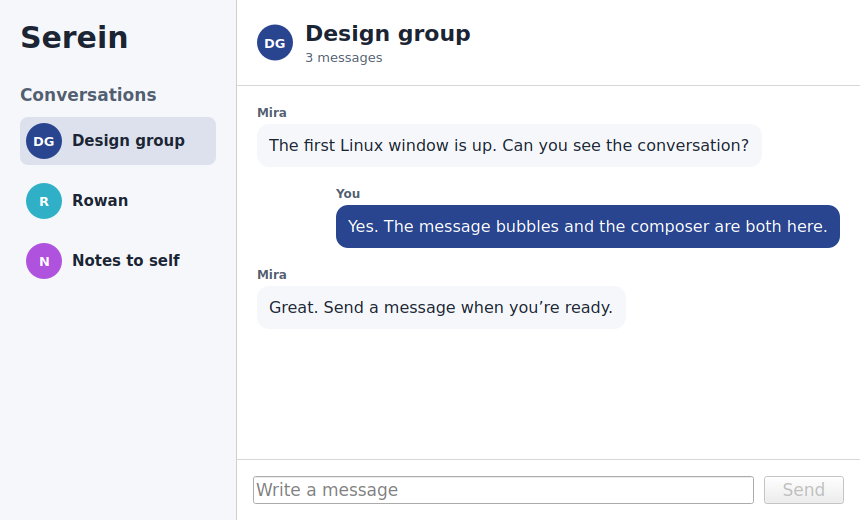 Serein
Conversations
DG Design group
R Rowan
N Notes to self
DG Design group
3 messages
Mira
The first Linux window is up. Can you see the conversation?
You
Yes. The message bubbles and the composer are both here.
Mira
Great. Send a message when you’re ready.
Write a message
Send